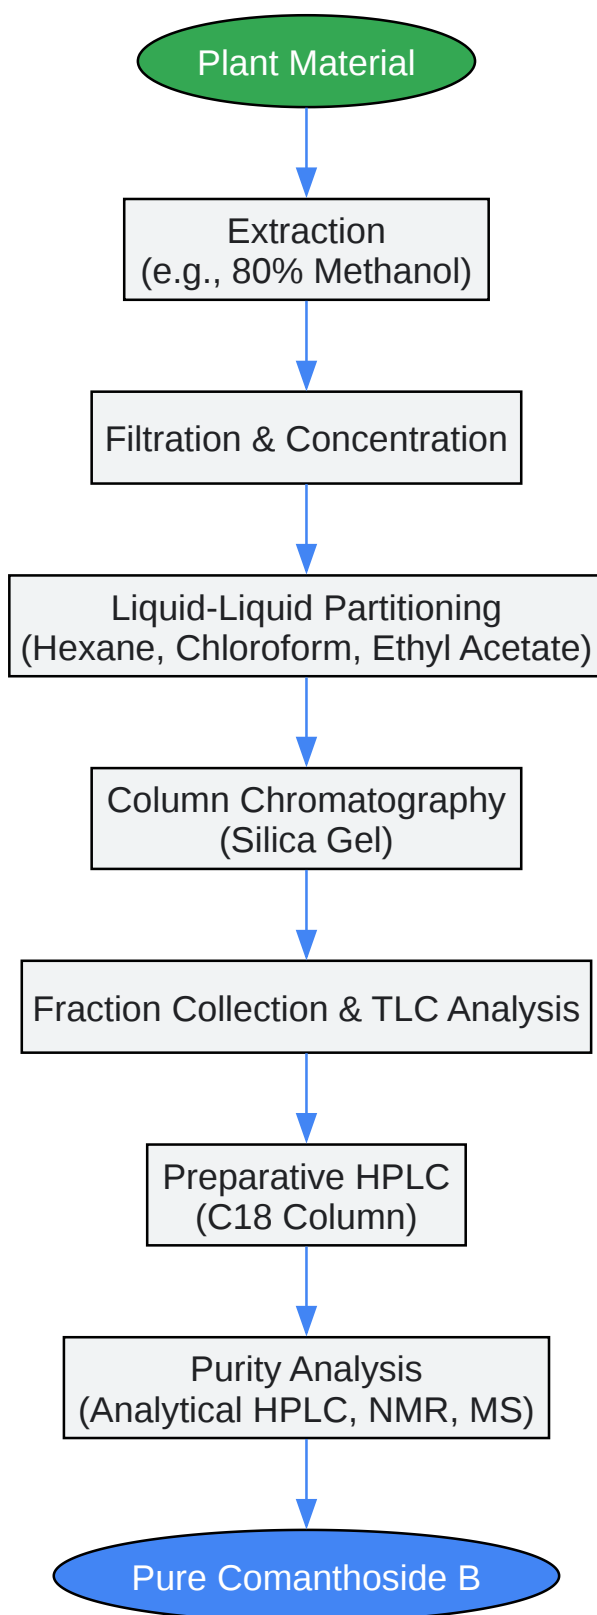 Plant Material
Extraction
(e.g., 80% Methanol)
Filtration & Concentration
Liquid-Liquid Partitioning
(Hexane, Chloroform, Ethyl Acetate)
Column Chromatography
(Silica Gel)
Fraction Collection & TLC Analysis
Preparative HPLC
(C18 Column)
Purity Analysis
(Analytical HPLC, NMR, MS)
Pure Comanthoside B